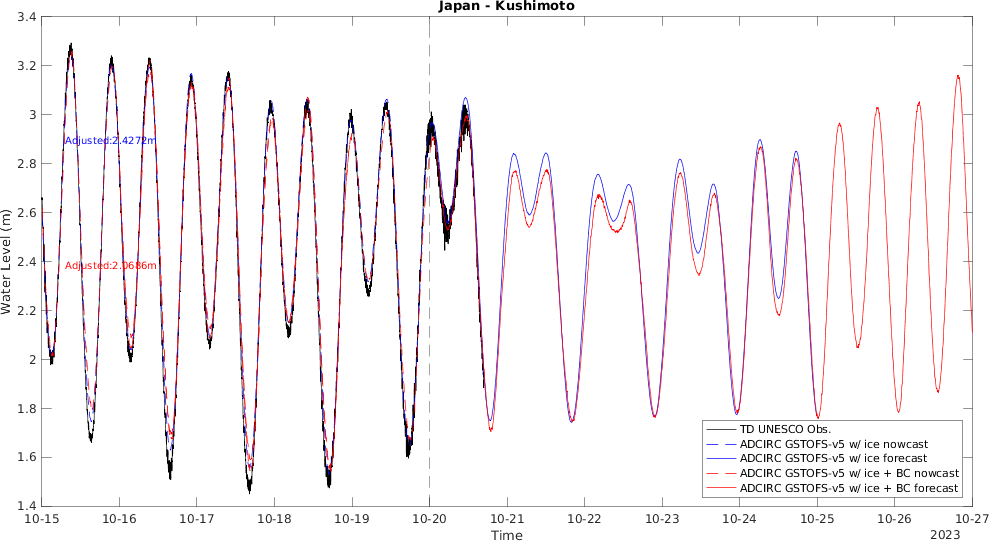 Japan - Kushimoto
3.4
3.2
3
2.8
2.6
2.4
2.2
2
1.8
1.6
1.4
Water Level (m)
Adjusted:2.4272m
Adjusted:2.0686m
TD UNESCO Obs.
ADCIRC GSTOFS-v5 w/ ice nowcast
ADCIRC GSTOFS-v5 w/ ice forecast
ADCIRC GSTOFS-v5 w/ ice + BC nowcast
ADCIRC GSTOFS-v5 w/ ice + BC forecast
10-15 10-16 10-17 10-18 10-19 10-20 10-21 10-22 10-23 10-24 10-25 10-26 10-27
Time
2023